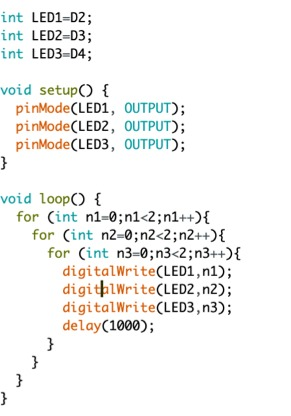 int LED1=D2;
int LED2=D3;
int LED3=D4;

void setup() {
  pinMode(LED1, OUTPUT);
  pinMode(LED2, OUTPUT);
  pinMode(LED3, OUTPUT);
}

void loop() {
  for (int n1=0;n1<2;n1++){
    for (int n2=0;n2<2;n2++){
      for (int n3=0;n3<2;n3++){
        digitalWrite(LED1,n1);
        digitalWrite(LED2,n2);
        digitalWrite(LED3,n3);
        delay(1000);
      }
    }
  }
}